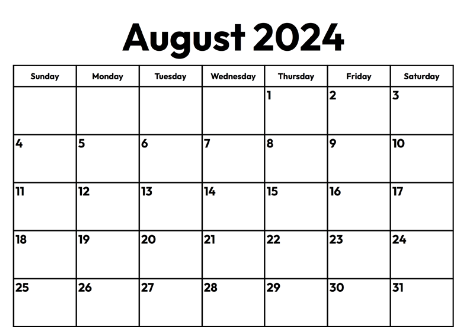 August 2024
Sunday Monday Tuesday Wednesday Thursday Friday Saturday
1 2 3
4 5 6 7 8 9 10
11 12 13 14 15 16 17
18 19 20 21 22 23 24
25 26 27 28 29 30 31